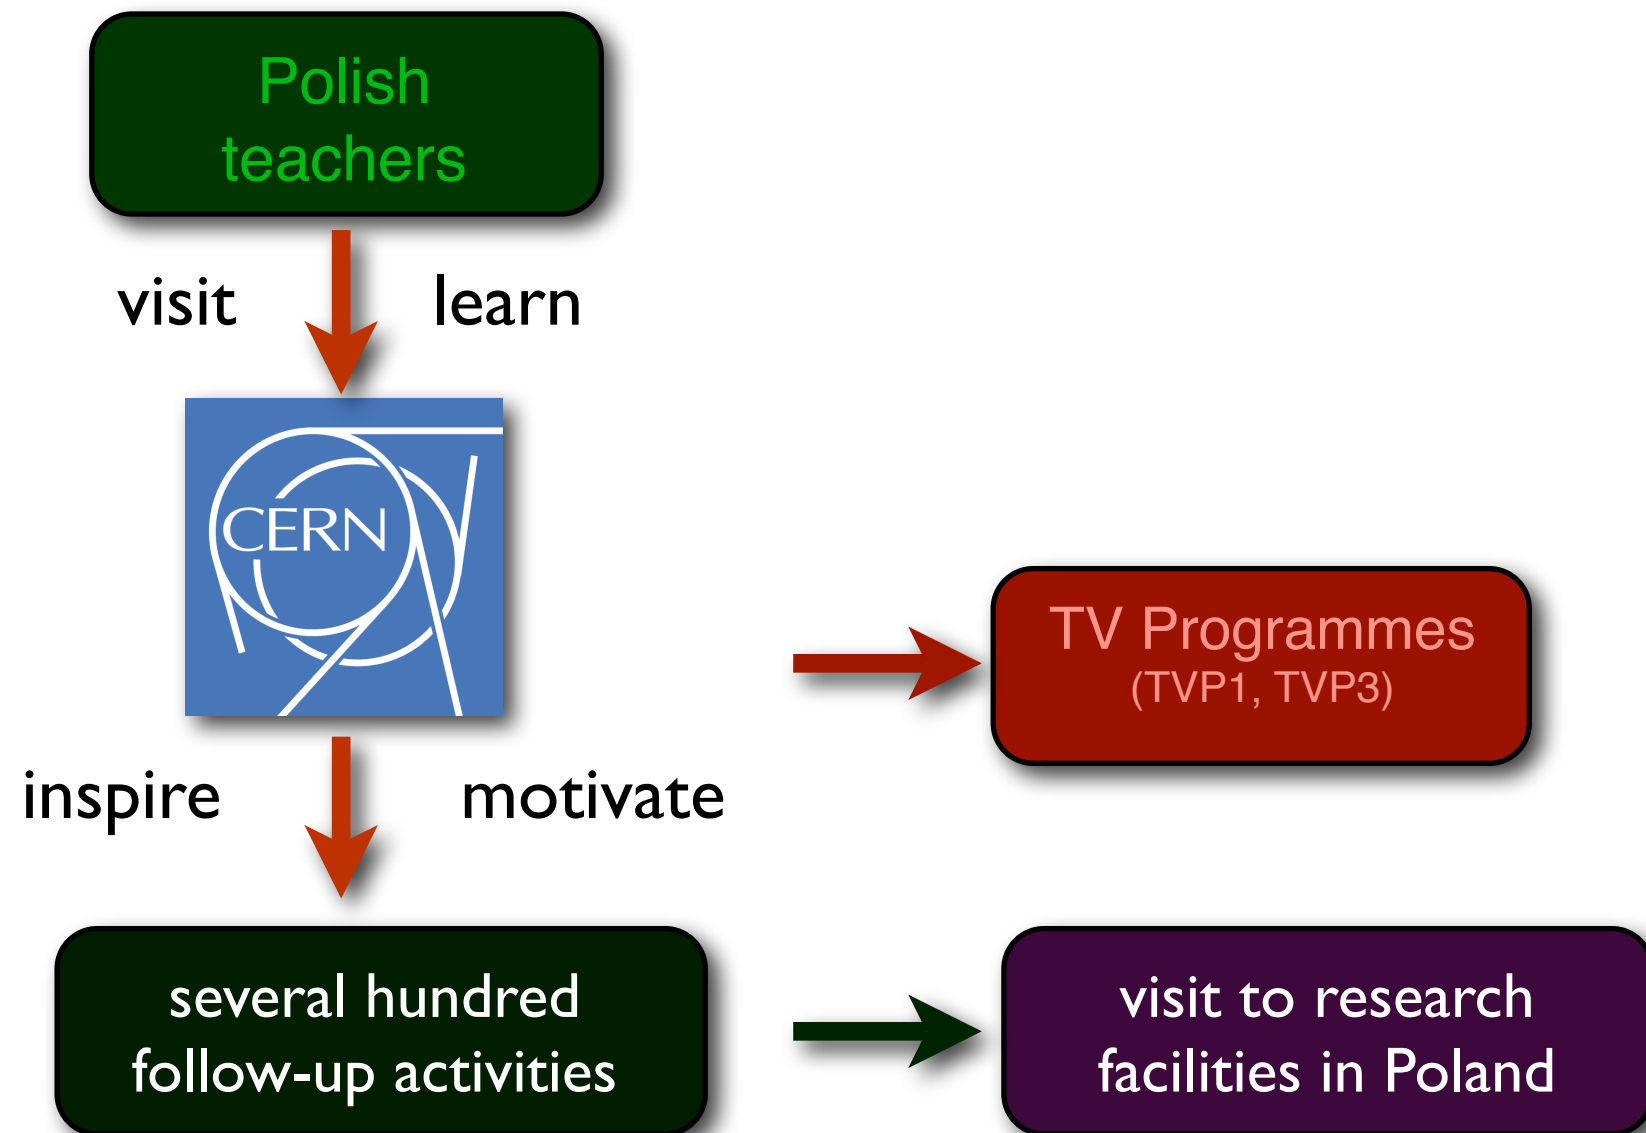 Polish
teachers
visit learn
CERN
TV Programmes
(TVP1, TVP3)
inspire motivate
several hundred
follow-up activities
visit to research
facilities in Poland